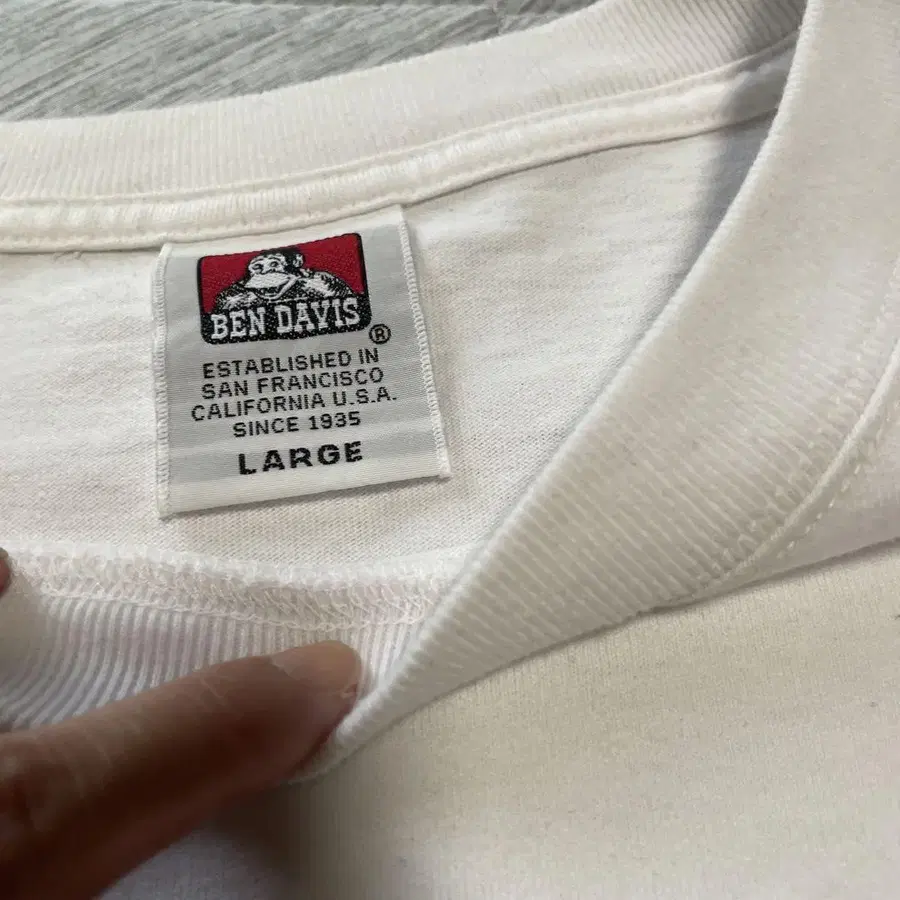 BEN DAVIS
®
ESTABLISHED IN
SAN FRANCISCO
CALIFORNIA U.S.A.
SINCE 1935
LARGE